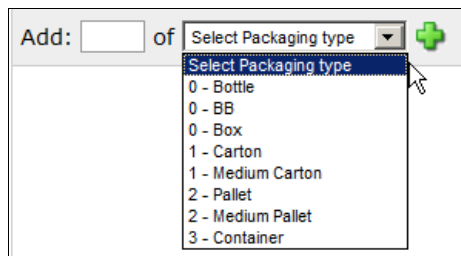 Add: of Select Packaging type
Select Packaging type
0 - Bottle
0 - BB
0 - Box
1 - Carton
1 - Medium Carton
2 - Pallet
2 - Medium Pallet
3 - Container